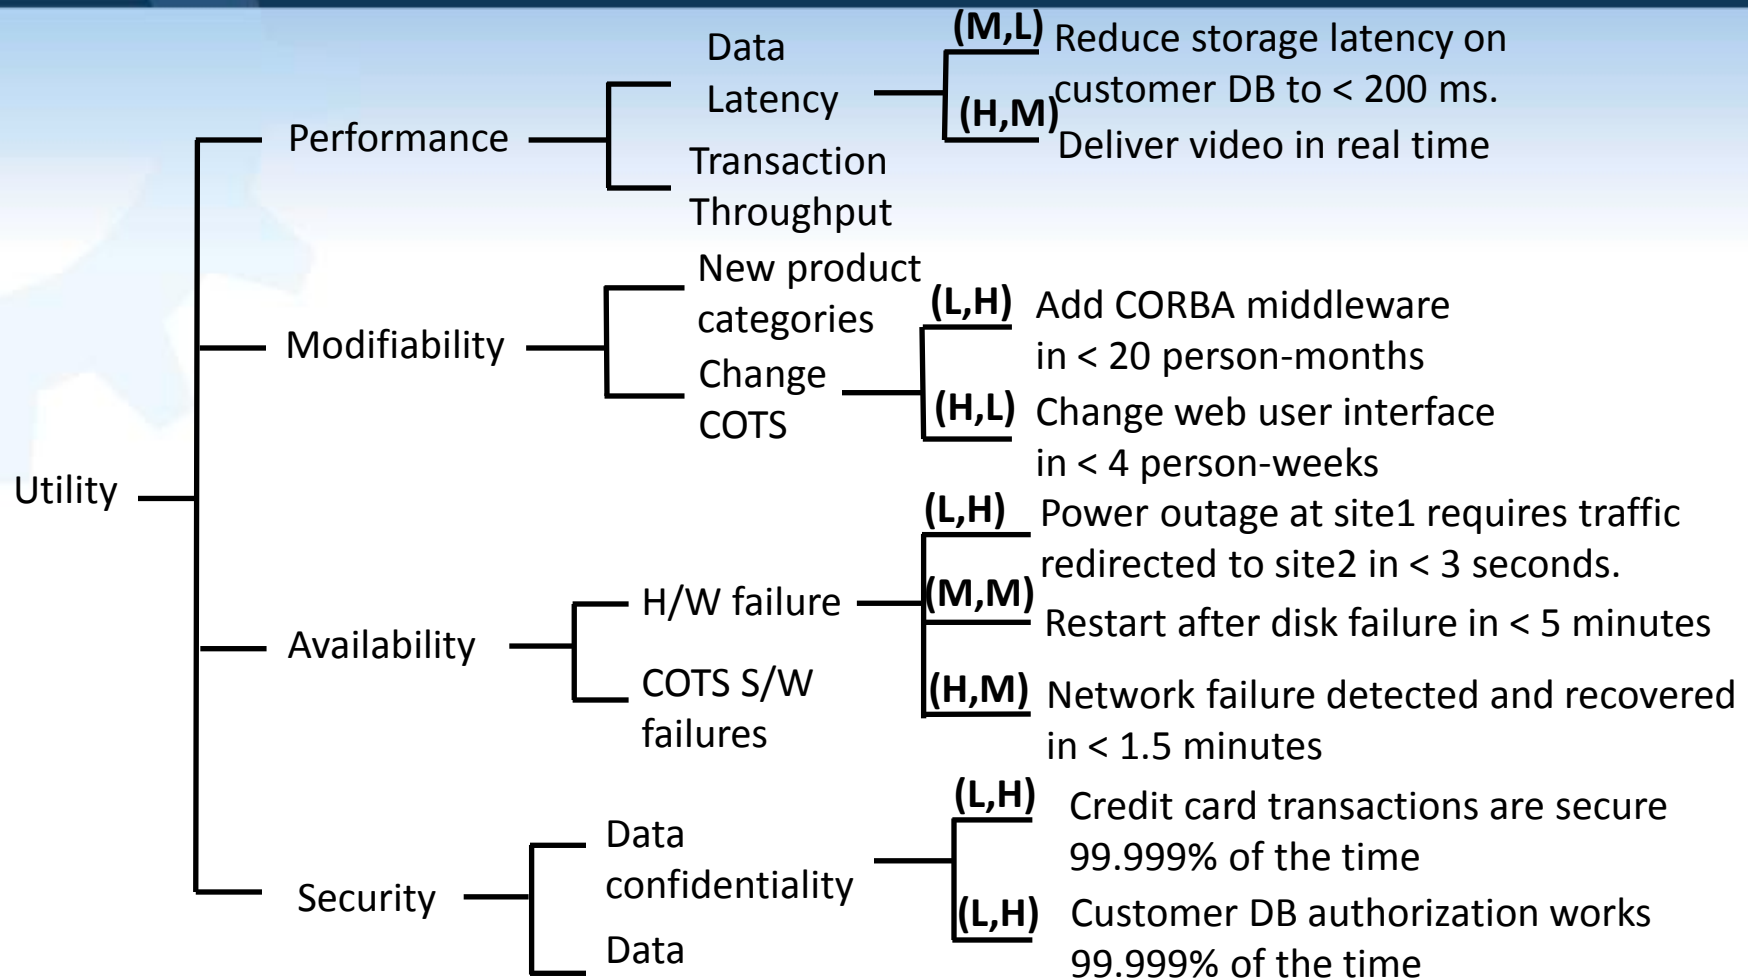 Utility
Performance
Data
Latency
(M,L)
Reduce storage latency on
customer DB to < 200 ms.
(H,M)
Deliver video in real time
Transaction
Throughput
Modifiability
New product
categories
Change
COTS
(L,H)
Add CORBA middleware
in < 20 person-months
(H,L)
Change web user interface
in < 4 person-weeks
Availability
H/W failure
(L,H)
Power outage at site1 requires traffic
redirected to site2 in < 3 seconds.
(M,M)
Restart after disk failure in < 5 minutes
(H,M)
Network failure detected and recovered
in < 1.5 minutes
COTS S/W
failures
Security
Data
confidentiality
(L,H)
Credit card transactions are secure
99.999% of the time
(L,H)
Customer DB authorization works
99.999% of the time
Data